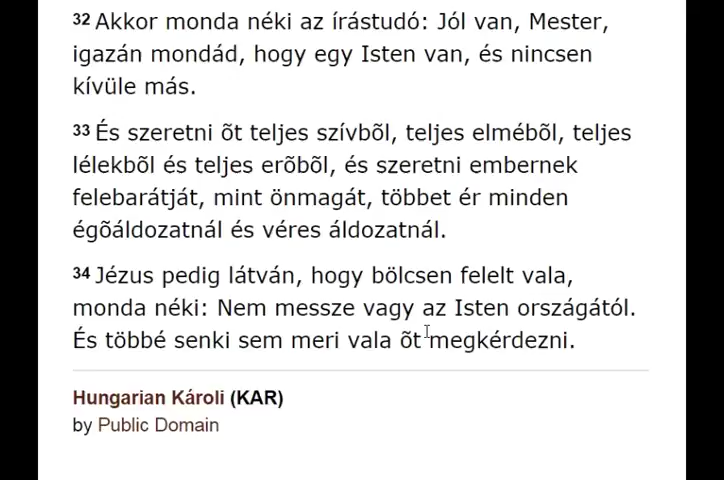 32 Akkor monda néki az írástudó: Jól van, Mester,
igazán mondád, hogy egy Isten van, és nincsen
kívüle más.
33 És szeretni õt teljes szívbõl, teljes elmébõl, teljes
lélekbõl és teljes erõbõl, és szeretni embernek
felebarátját, mint önmagát, többet ér minden
égõáldozatnál és véres áldozatnál.
34 Jézus pedig látván, hogy bölcsen felelt vala,
monda néki: Nem messze vagy az Isten országától.
És többé senki sem meri vala õt megkérdezni.
Hungarian Károli (KAR)
by Public Domain